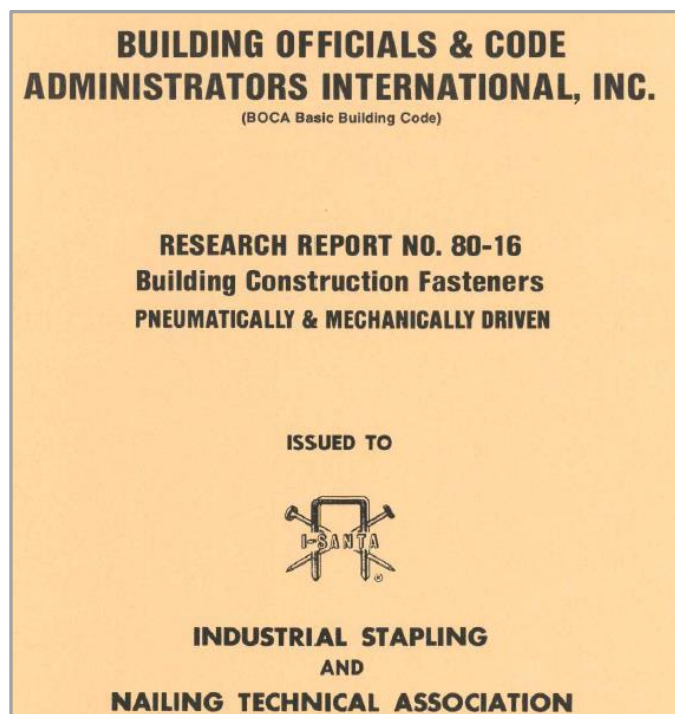 BUILDING OFFICIALS & CODE
ADMINISTRATORS INTERNATIONAL, INC.
(BOCA Basic Building Code)
RESEARCH REPORT NO. 80-16
Building Construction Fasteners
PNEUMATICALLY & MECHANICALLY DRIVEN
ISSUED TO
I-SANTA
®
INDUSTRIAL STAPLING
AND
NAILING TECHNICAL ASSOCIATION